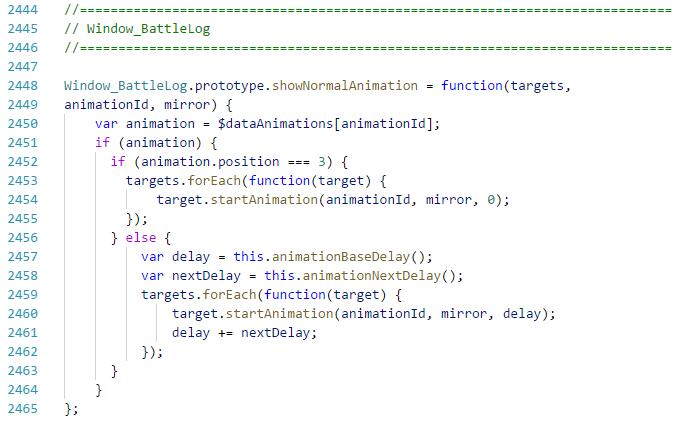 2444 //=============================================================================
2445 // Window_BattleLog
2446 //=============================================================================
2447
2448 Window_BattleLog.prototype.showNormalAnimation = function(targets,
2449 animationId, mirror) {
2450     var animation = $dataAnimations[animationId];
2451     if (animation) {
2452       if (animation.position === 3) {
2453         targets.forEach(function(target) {
2454             target.startAnimation(animationId, mirror, 0);
2455         });
2456       } else {
2457           var delay = this.animationBaseDelay();
2458           var nextDelay = this.animationNextDelay();
2459           targets.forEach(function(target) {
2460               target.startAnimation(animationId, mirror, delay);
2461               delay += nextDelay;
2462           });
2463       }
2464     }
2465 };